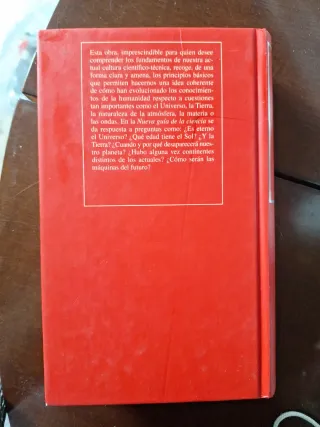 Esta obra, imprescindible para quien desee
comprender los fundamentos de nuestra ac-
tual cultura científico-técnica, recoge, de una
forma clara y amena, los principios básicos
que permiten hacernos una idea coherente
de cómo han evolucionado los conocimien-
tos de la humanidad respecto a cuestiones
tan importantes como el Universo, la Tierra,
la naturaleza de la atmósfera, la materia o
las ondas. En la Nueva guía de la ciencia se
da respuesta a preguntas como: ¿Es eterno
el Universo? ¿Qué edad tiene el Sol? ¿Y la
Tierra? ¿Cuándo y por qué desaparecerá nues-
tro planeta? ¿Hubo alguna vez continentes
distintos de los actuales? ¿Cómo serán las
máquinas del futuro?